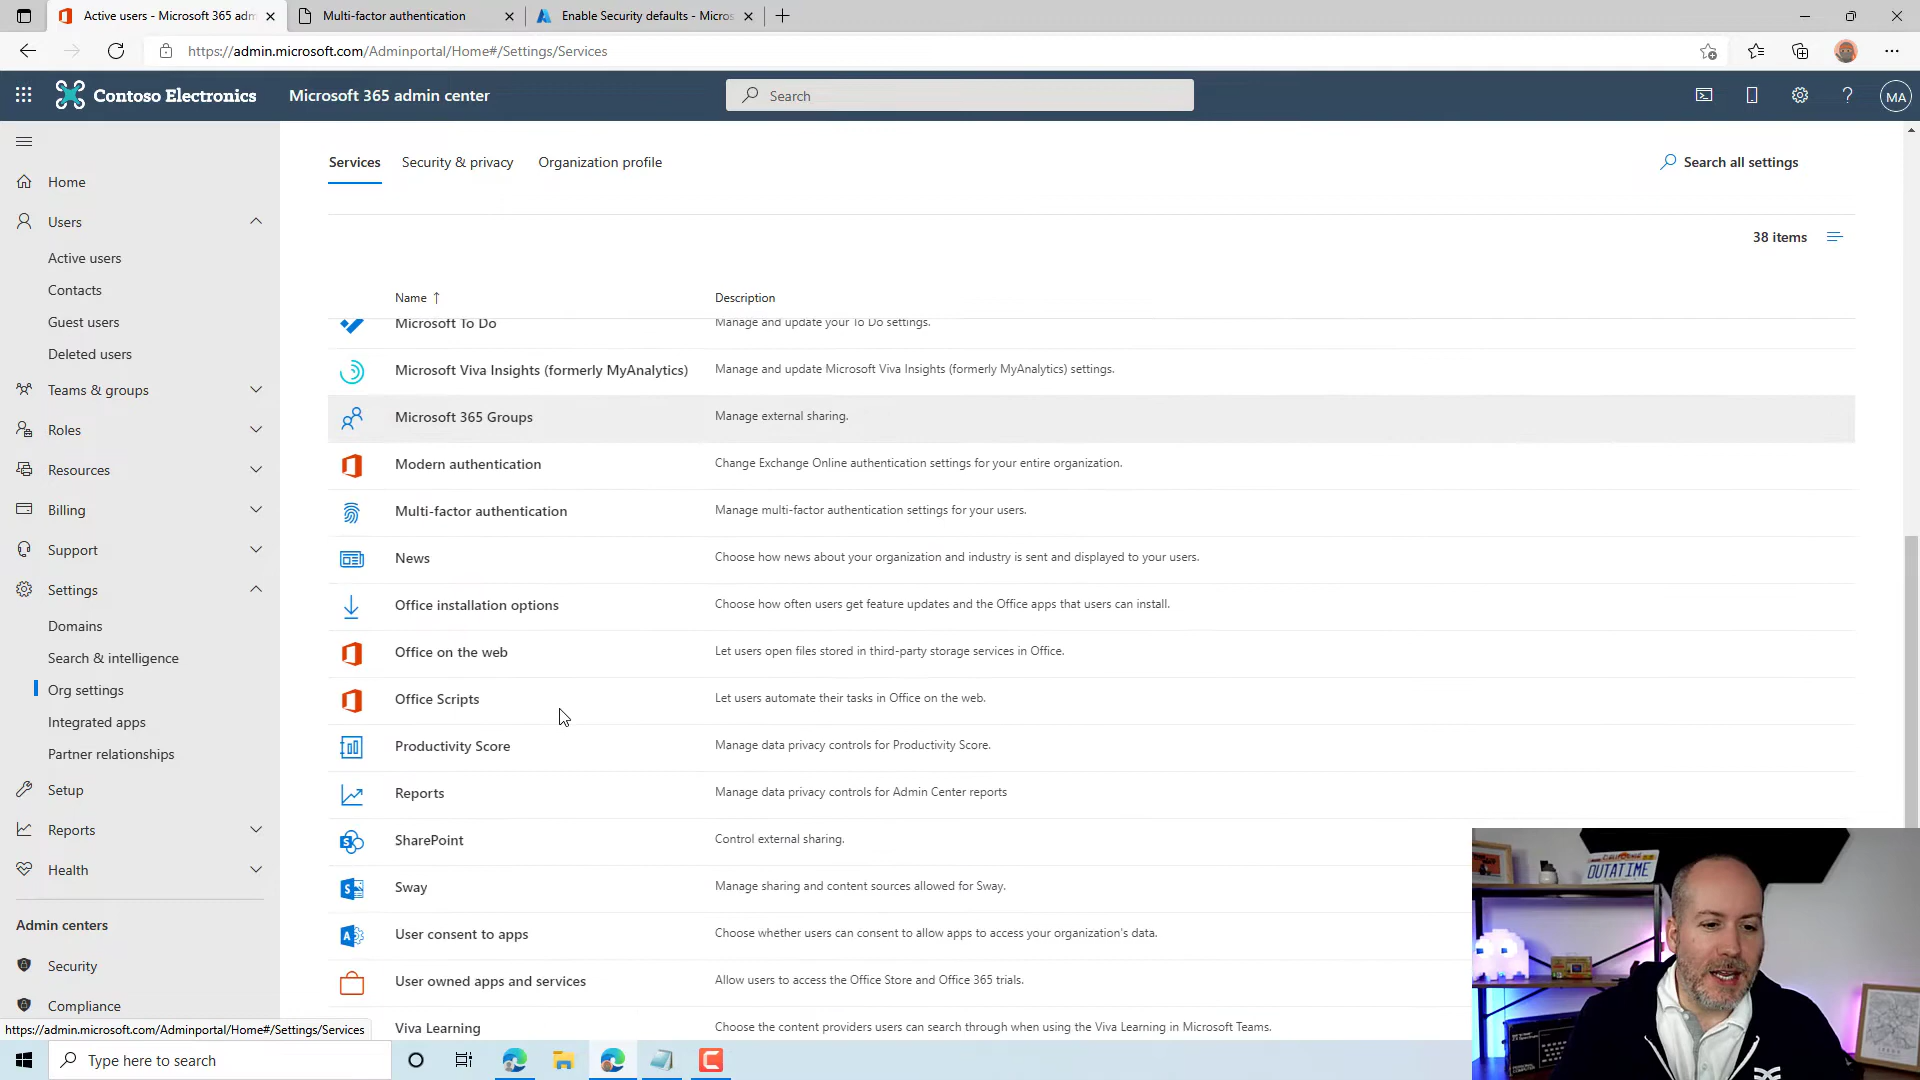 Active users - Microsoft 365 adm
Multi-factor authentication
Enable Security defaults - Micros
https://admin.microsoft.com/Adminportal/Home#/Settings/Services
Contoso Electronics
Microsoft 365 admin center
Search
MA
Home
Users
Active users
Contacts
Guest users
Deleted users
Teams & groups
Roles
Resources
Billing
Support
Settings
Domains
Search & intelligence
Org settings
Integrated apps
Partner relationships
Setup
Reports
Health
Admin centers
Security
Compliance
Services Security & privacy Organization profile
Search all settings
38 items
Name ↑ Description
Microsoft To Do Manage and update your To Do settings.
Microsoft Viva Insights (formerly MyAnalytics) Manage and update Microsoft Viva Insights (formerly MyAnalytics) settings.
Microsoft 365 Groups Manage external sharing.
Modern authentication Change Exchange Online authentication settings for your entire organization.
Multi-factor authentication Manage multi-factor authentication settings for your users.
News Choose how news about your organization and industry is sent and displayed to your users.
Office installation options Choose how often users get feature updates and the Office apps that users can install.
Office on the web Let users open files stored in third-party storage services in Office.
Office Scripts Let users automate their tasks in Office on the web.
Productivity Score Manage data privacy controls for Productivity Score.
Reports Manage data privacy controls for Admin Center reports
SharePoint Control external sharing.
Sway Manage sharing and content sources allowed for Sway.
User consent to apps Choose whether users can consent to allow apps to access your organization's data.
User owned apps and services Allow users to access the Office Store and Office 365 trials.
Viva Learning Choose the content providers users can search through when using the Viva Learning in Microsoft Teams.
https://admin.microsoft.com/Adminportal/Home#/Settings/Services
Type here to search
OUTATIME